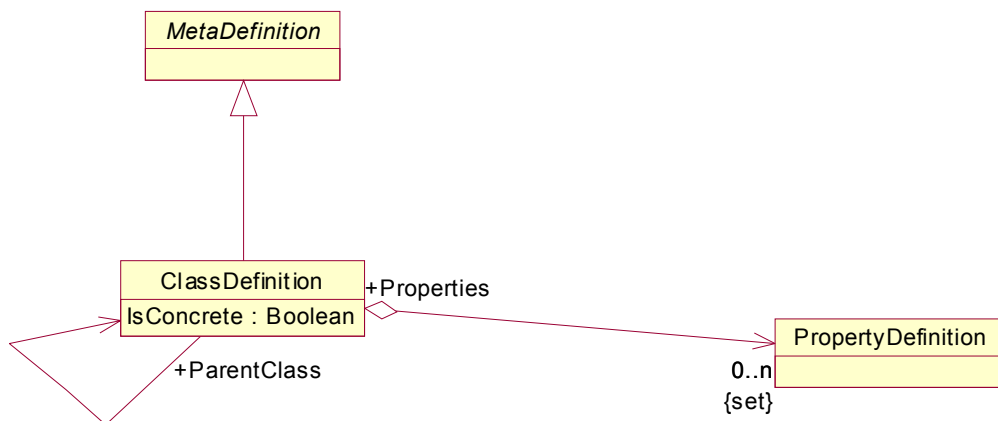 MetaDefinition
ClassDefinition
IsConcrete : Boolean
+Properties
+ParentClass
PropertyDefinition
0..n
{set}